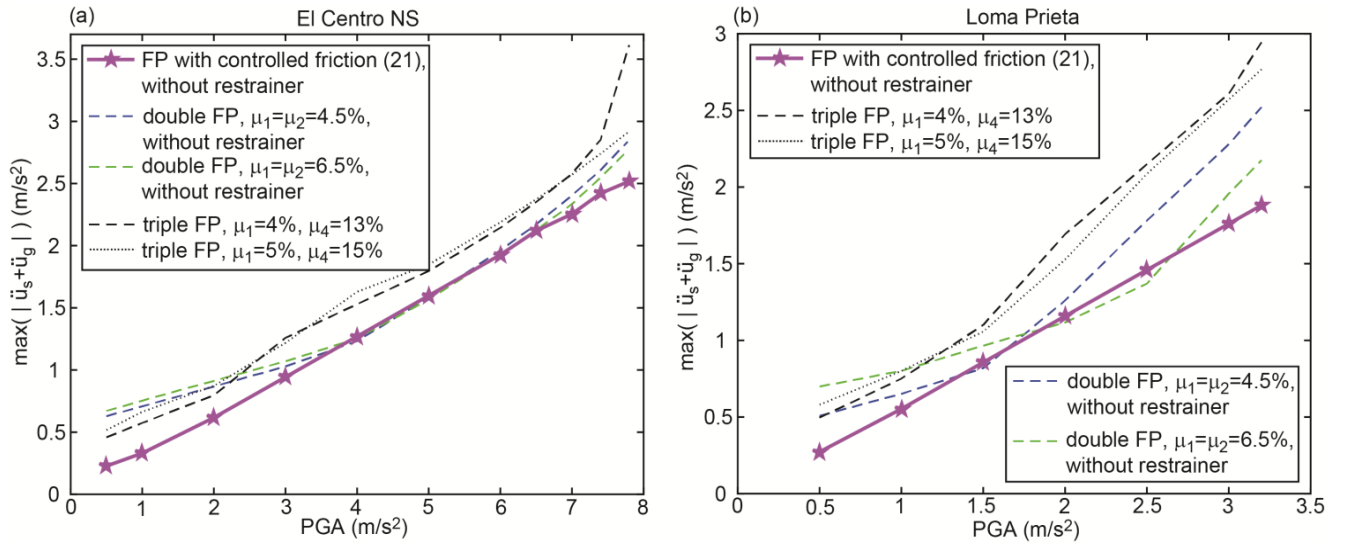 (a)
El Centro NS
FP with controlled friction (21),
without restrainer
double FP, μ1=μ2=4.5%,
without restrainer
double FP, μ1=μ2=6.5%,
without restrainer
triple FP, μ1=4%, μ4=13%
triple FP, μ1=5%, μ4=15%
max( | üs+üg | ) (m/s²)
3.5
3
2.5
2
1.5
1
0.5
0
0 1 2 3 4 5 6 7 8
PGA (m/s²)
(b)
Loma Prieta
FP with controlled friction (21),
without restrainer
triple FP, μ1=4%, μ4=13%
triple FP, μ1=5%, μ4=15%
double FP, μ1=μ2=4.5%,
without restrainer
double FP, μ1=μ2=6.5%,
without restrainer
max( | üs+üg | ) (m/s²)
3
2.5
2
1.5
1
0.5
0
0 0.5 1 1.5 2 2.5 3 3.5
PGA (m/s²)